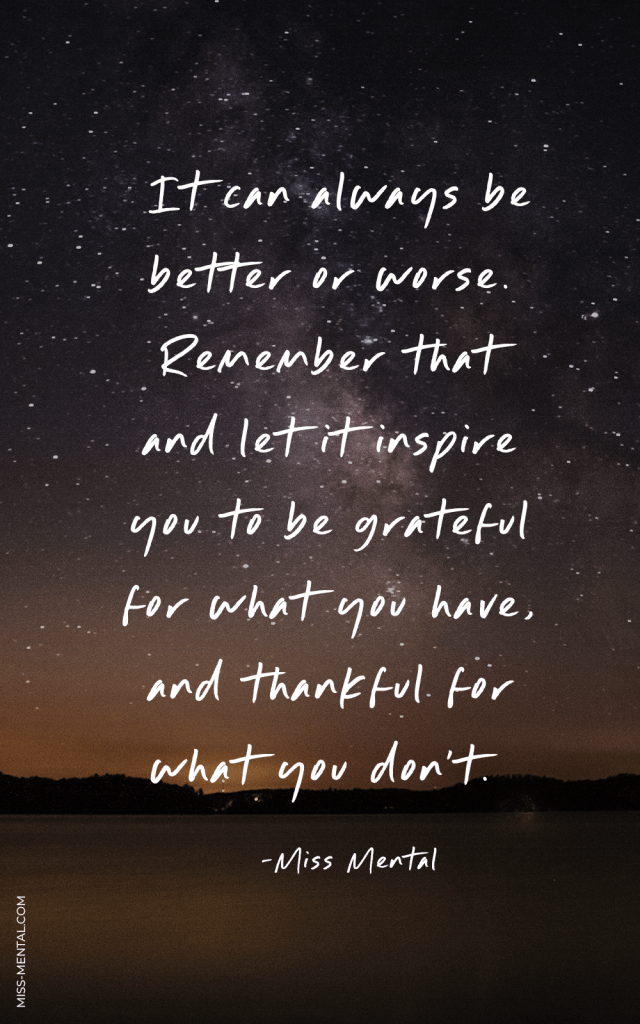 It can always be
better or worse.
Remember that
and let it inspire
you to be grateful
for what you have,
and thankful for
what you don't.
-Miss Mental
MISS-MENTAL.COM